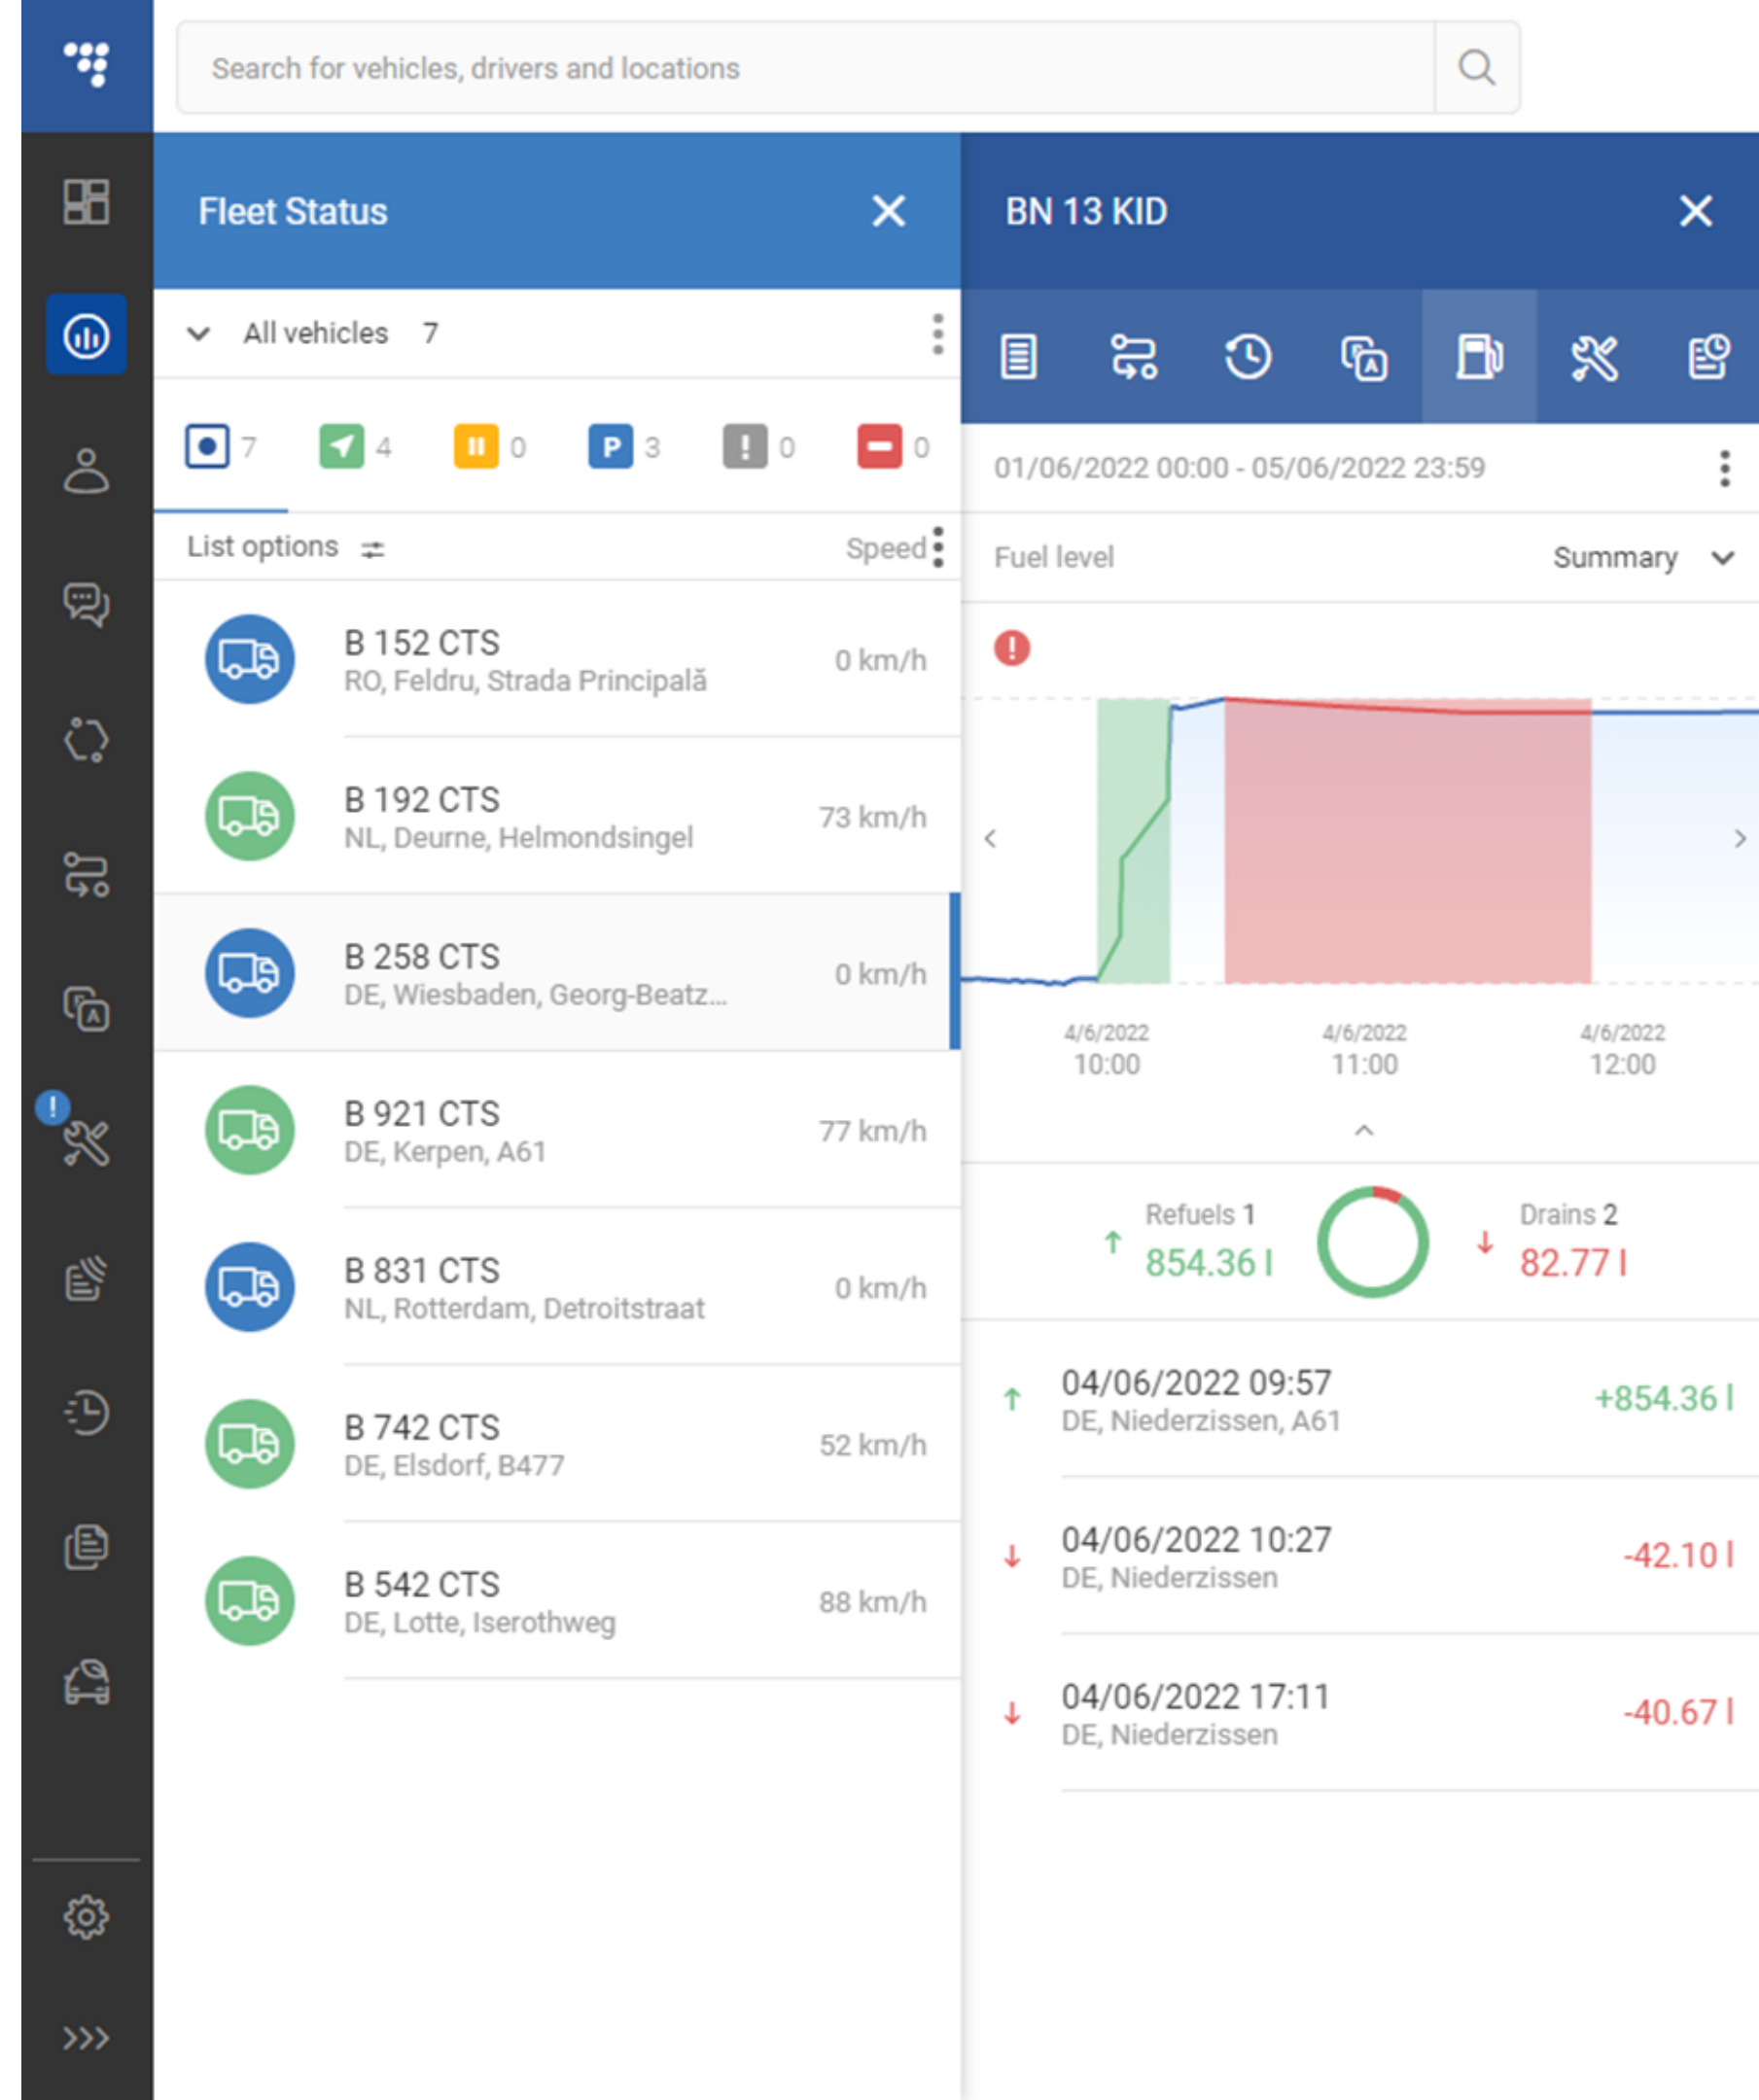 Search for vehicles, drivers and locations
Fleet Status
All vehicles 7
7 4 0 P 3 ! 0 0
List options Speed
B 152 CTS
RO, Feldru, Strada Principală
0 km/h
B 192 CTS
NL, Deurne, Helmondsingel
73 km/h
B 258 CTS
DE, Wiesbaden, Georg-Beatz...
0 km/h
B 921 CTS
DE, Kerpen, A61
77 km/h
B 831 CTS
NL, Rotterdam, Detroitstraat
0 km/h
B 742 CTS
DE, Elsdorf, B477
52 km/h
B 542 CTS
DE, Lotte, Iserothweg
88 km/h
BN 13 KID
01/06/2022 00:00 - 05/06/2022 23:59
Fuel level Summary
!
4/6/2022 4/6/2022 4/6/2022
10:00 11:00 12:00
Refuels 1
854.36 l
Drains 2
82.77 l
04/06/2022 09:57
DE, Niederzissen, A61
+854.36 l
04/06/2022 10:27
DE, Niederzissen
-42.10 l
04/06/2022 17:11
DE, Niederzissen
-40.67 l